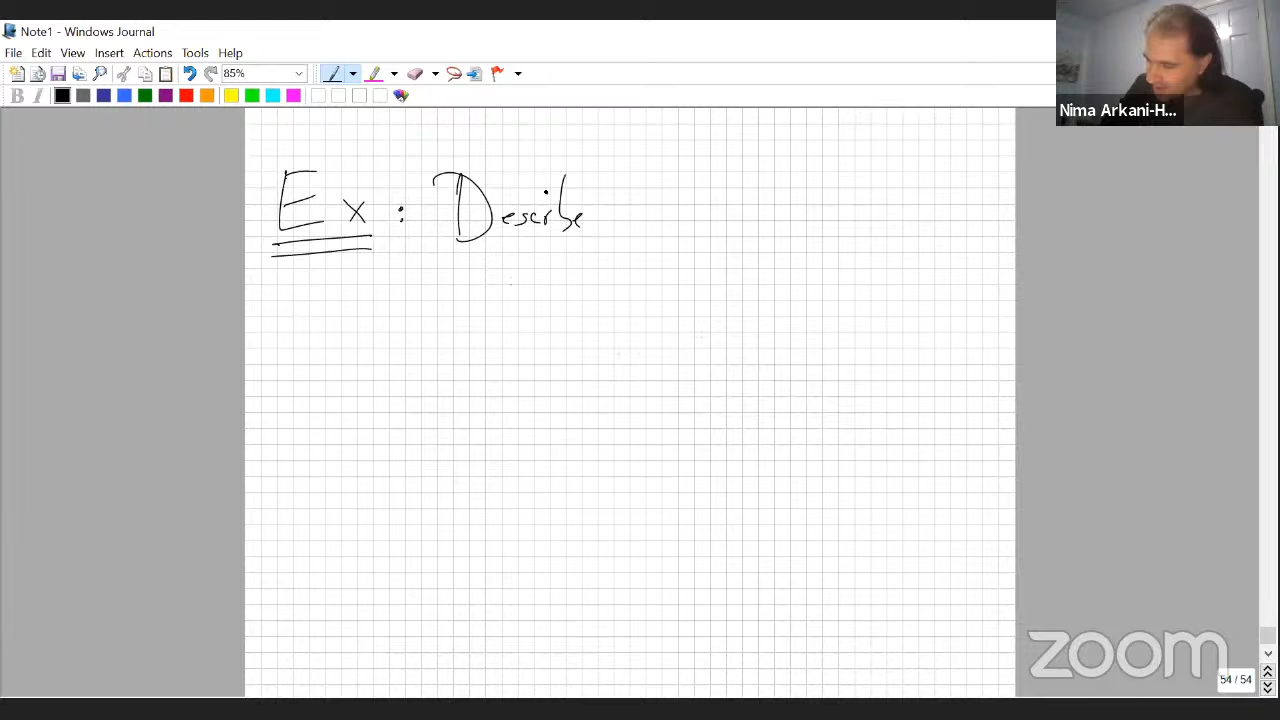 Note1 - Windows Journal
File Edit View Insert Actions Tools Help
85%
B I
Nima Arkani-H...
Ex : Describe
zoom
54 / 54